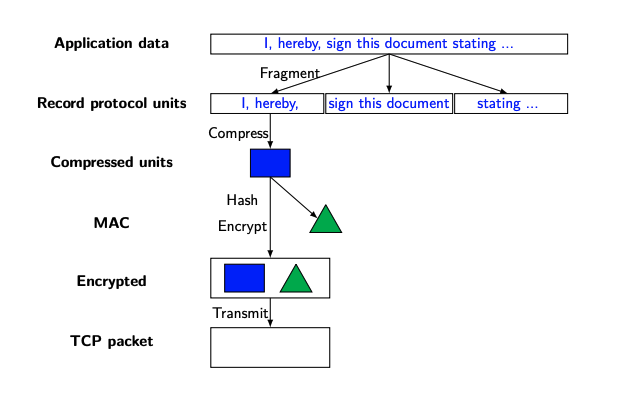 Application data
I, hereby, sign this document stating ...
Fragment
Record protocol units
I, hereby,
sign this document
stating ...
Compress
Compressed units
Hash
MAC
Encrypt
Encrypted
Transmit
TCP packet